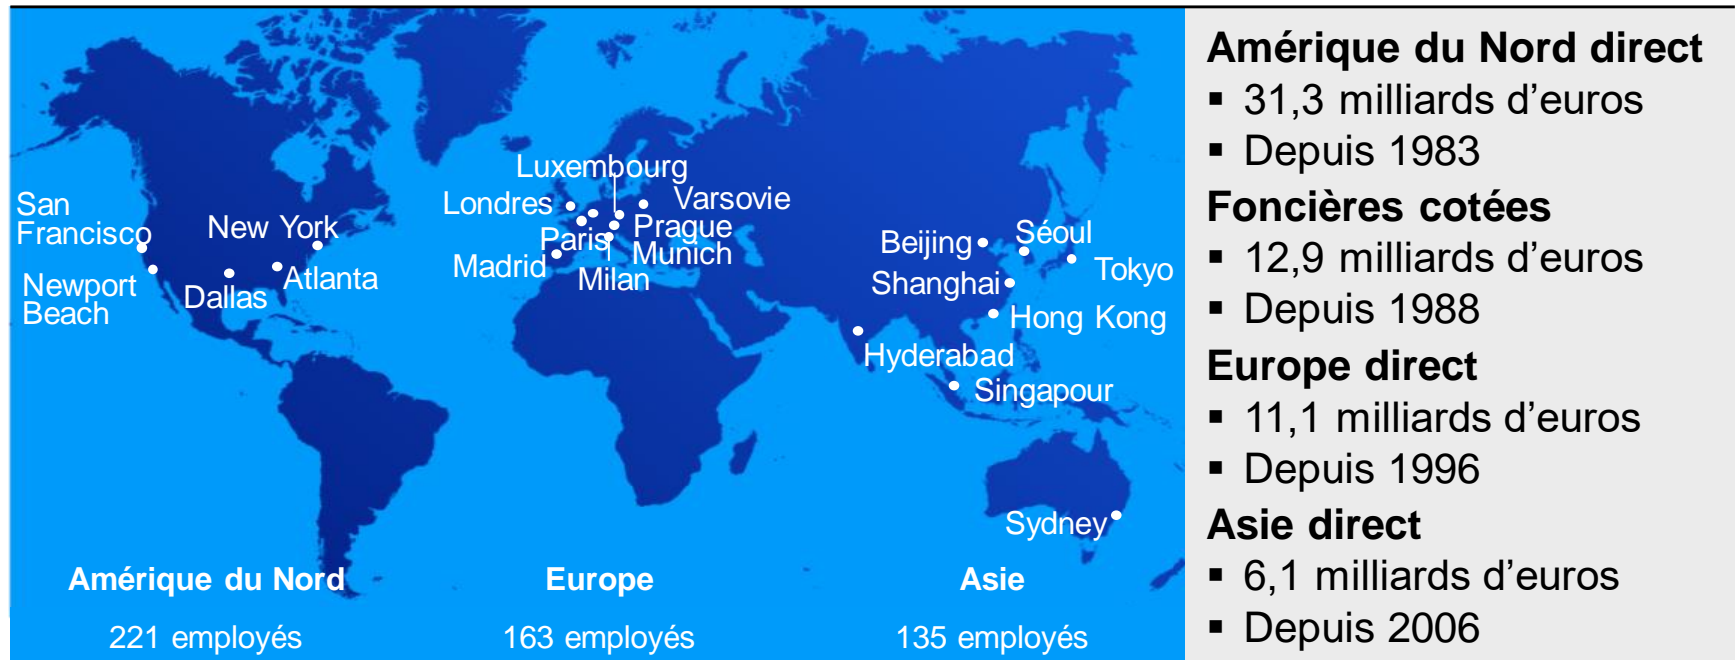 San
Francisco
Newport
Beach
New York
Dallas
Atlanta
Luxembourg
Londres
Varsovie
Paris
Prague
Munich
Madrid
Milan
Beijing
Séoul
Tokyo
Shanghai
Hong Kong
Hyderabad
Singapour
Sydney
Amérique du Nord
221 employés
Europe
163 employés
Asie
135 employés
Amérique du Nord direct
▪ 31,3 milliards d’euros
▪ Depuis 1983
Foncières cotées
▪ 12,9 milliards d’euros
▪ Depuis 1988
Europe direct
▪ 11,1 milliards d’euros
▪ Depuis 1996
Asie direct
▪ 6,1 milliards d’euros
▪ Depuis 2006